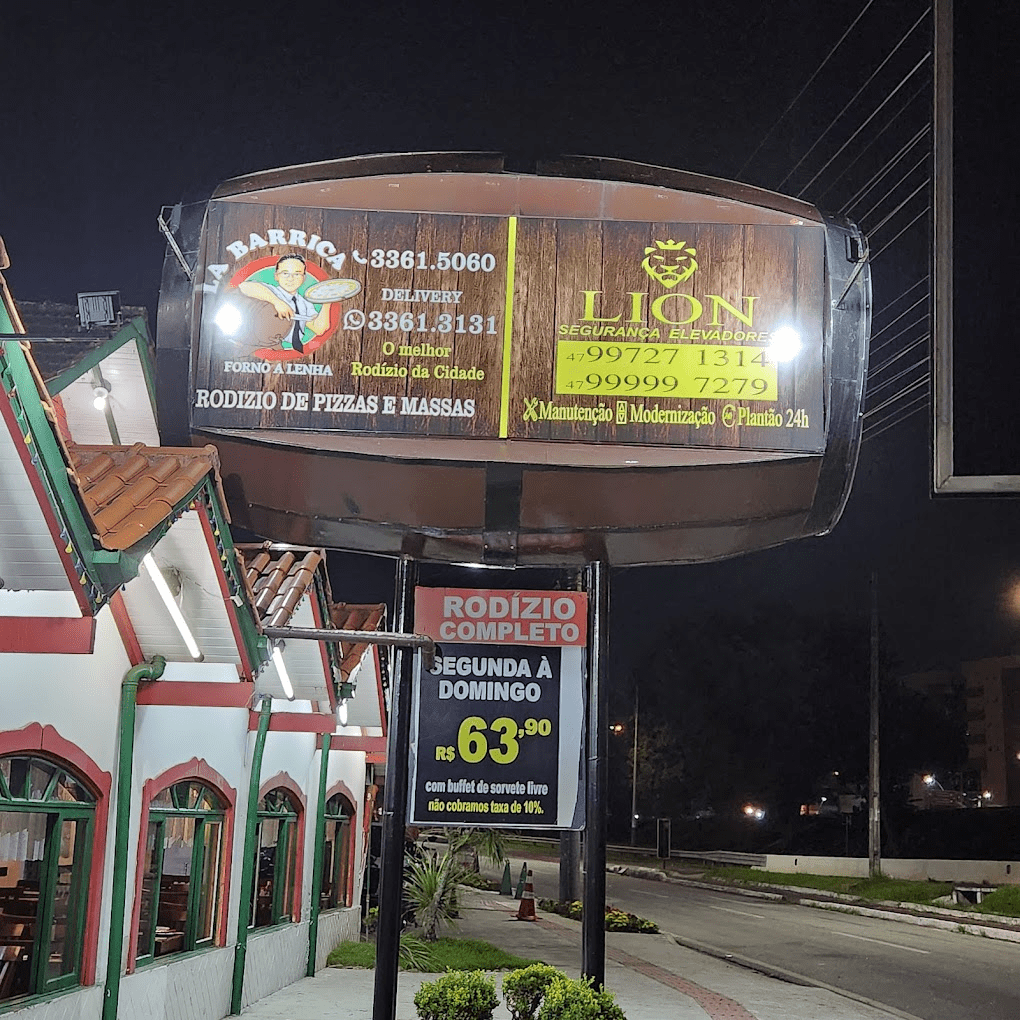 LA BARRICA
FORNO A LENHA
3361.5060
DELIVERY
3361.3131
O melhor
Rodízio da Cidade
RODIZIO DE PIZZAS E MASSAS
LION
SEGURANÇA ELEVADORES
47 99727 1314
47 99999 7279
Manutenção Modernização Plantão 24h
RODÍZIO
COMPLETO
SEGUNDA À
DOMINGO
R$ 63,90
com buffet de sorvete livre
não cobramos taxa de 10%.